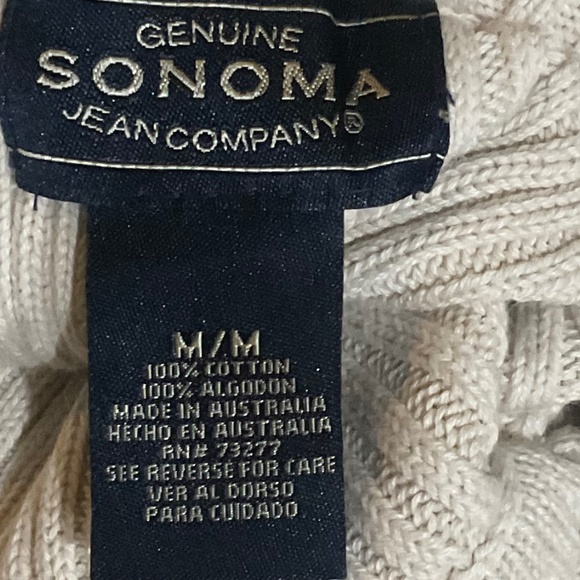 GENUINE
SONOMA
JEAN COMPANY®
M/M
100% COTTON
100% ALGODON
MADE IN AUSTRALIA
HECHO EN AUSTRALIA
RN# 73277
SEE REVERSE FOR CARE
VER AL DORSO
PARA CUIDADO